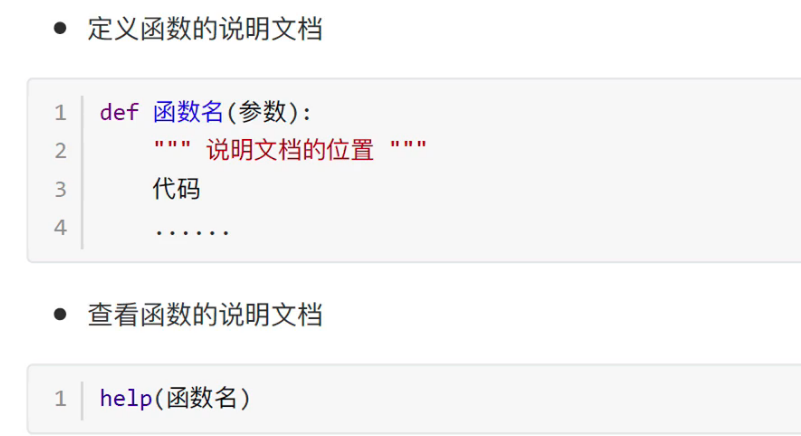 ● 定义函数的说明文档
1 def 函数名(参数):
2     """ 说明文档的位置 """
3     代码
4     ......
● 查看函数的说明文档
1 help(函数名)